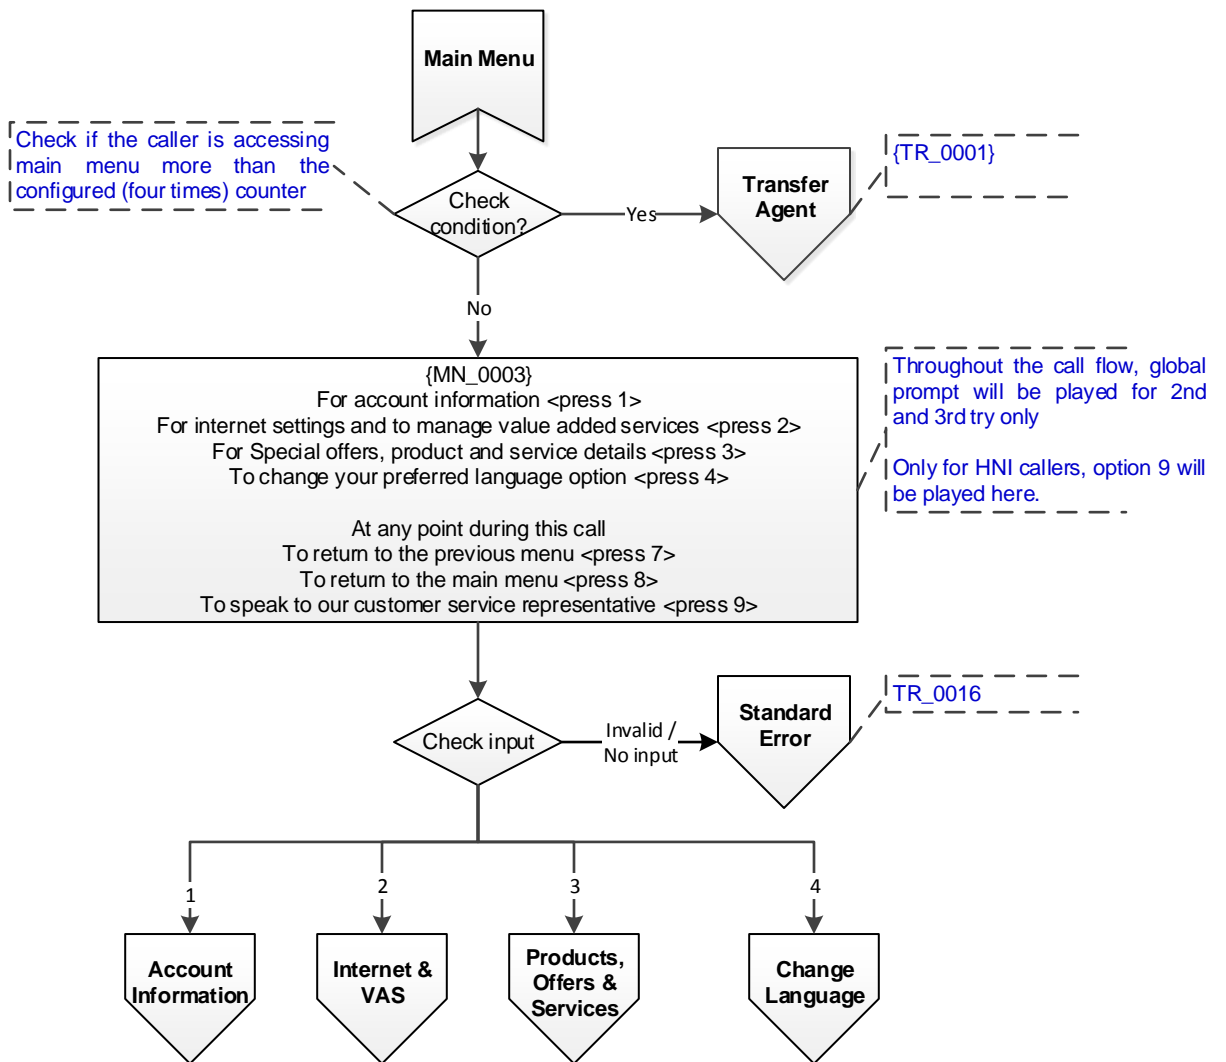 Main Menu
Check if the caller is accessing
main menu more than the
configured (four times) counter
{TR_0001}
Transfer
Agent
Check
condition?
Yes
No
{MN_0003}
For account information <press 1>
For internet settings and to manage value added services <press 2>
For Special offers, product and service details <press 3>
To change your preferred language option <press 4>
At any point during this call
To return to the previous menu <press 7>
To return to the main menu <press 8>
To speak to our customer service representative <press 9>
Throughout the call flow, global
prompt will be played for 2nd
and 3rd try only
Only for HNI callers, option 9 will
be played here.
Check input
Invalid /
No input
Standard
Error
TR_0016
1
2
3
4
Account
Information
Internet &
VAS
Products,
Offers &
Services
Change
Language